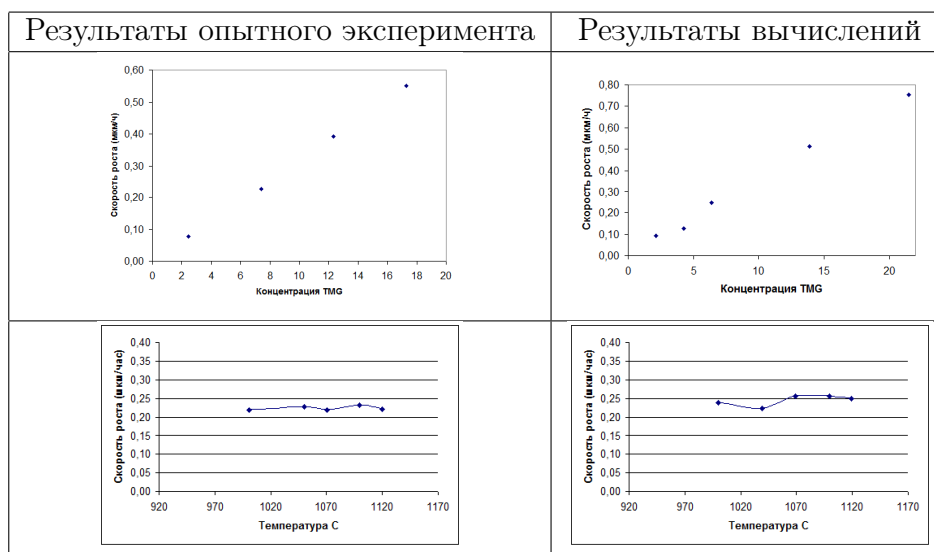 Результаты опытного эксперимента
Результаты вычислений
0,60
0,50
0,40
0,30
0,20
0,10
0,00
Скорость роста (мкм/ч)
0 2 4 6 8 10 12 14 16 18 20
Концентрация TMG
0,80
0,70
0,60
0,50
0,40
0,30
0,20
0,10
0,00
Скорость роста (мкм/ч)
0 5 10 15 20
Концентрация TMG
0,40
0,35
0,30
0,25
0,20
0,15
0,10
0,05
0,00
Скорость роста (мкм/час)
920 970 1020 1070 1120 1170
Температура С
0,40
0,35
0,30
0,25
0,20
0,15
0,10
0,05
0,00
Скорость роста (мкм/час)
920 970 1020 1070 1120 1170
Температура С